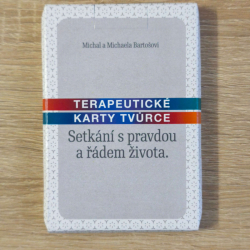 Michal a Michaela Bartošovi
TERAPEUTICKÉ
KARTY TVŮRCE
Setkání s pravdou
a řádem života.